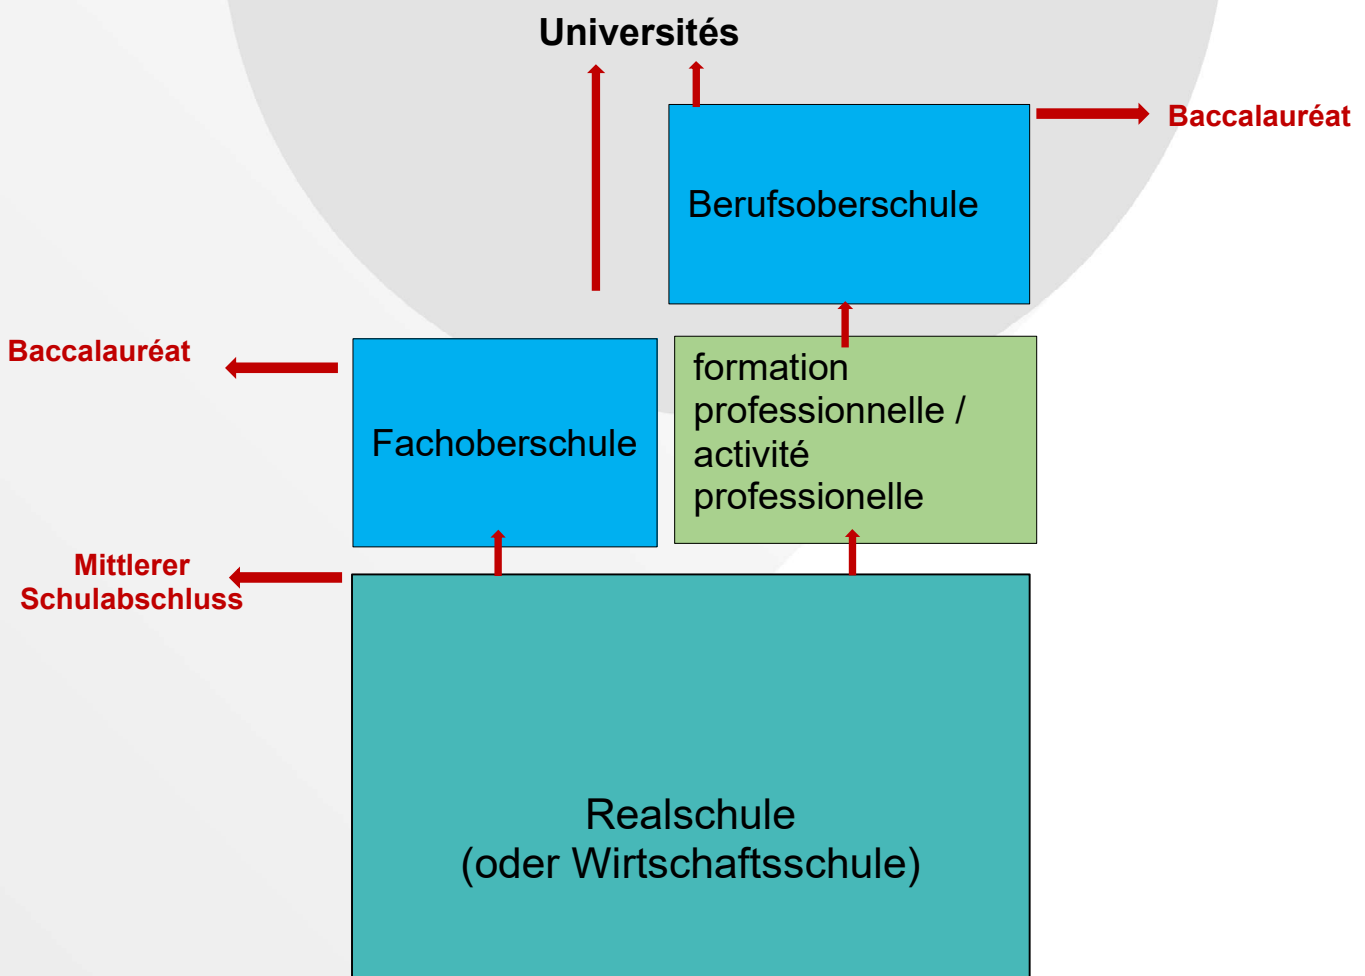 Universités
Baccalauréat
Berufsoberschule
Baccalauréat
Fachoberschule
formation
professionnelle /
activité
professionelle
Mittlerer
Schulabschluss
Realschule
(oder Wirtschaftsschule)